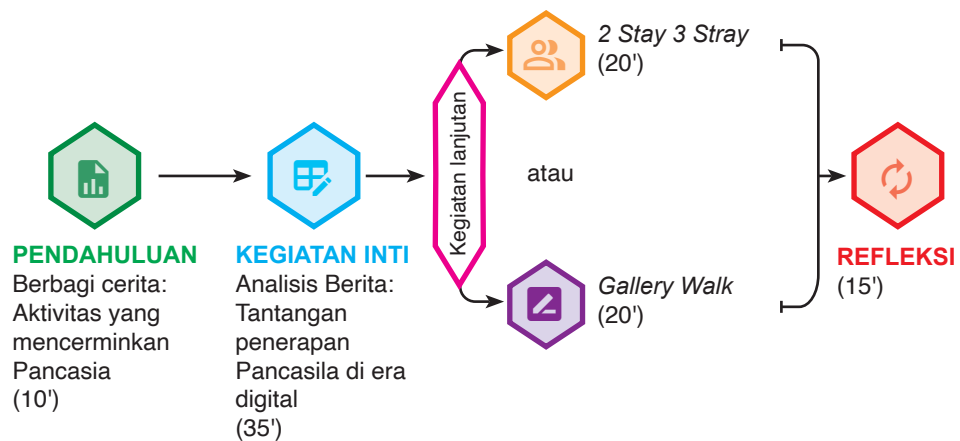 PENDAHULUAN
Berbagi cerita:
Aktivitas yang
mencerminkan
Pancasia
(10')
KEGIATAN INTI
Analisis Berita:
Tantangan
penerapan
Pancasila di era
digital
(35')
Kegiatan lanjutan
2 Stay 3 Stray
(20')
atau
Gallery Walk
(20')
REFLEKSI
(15')